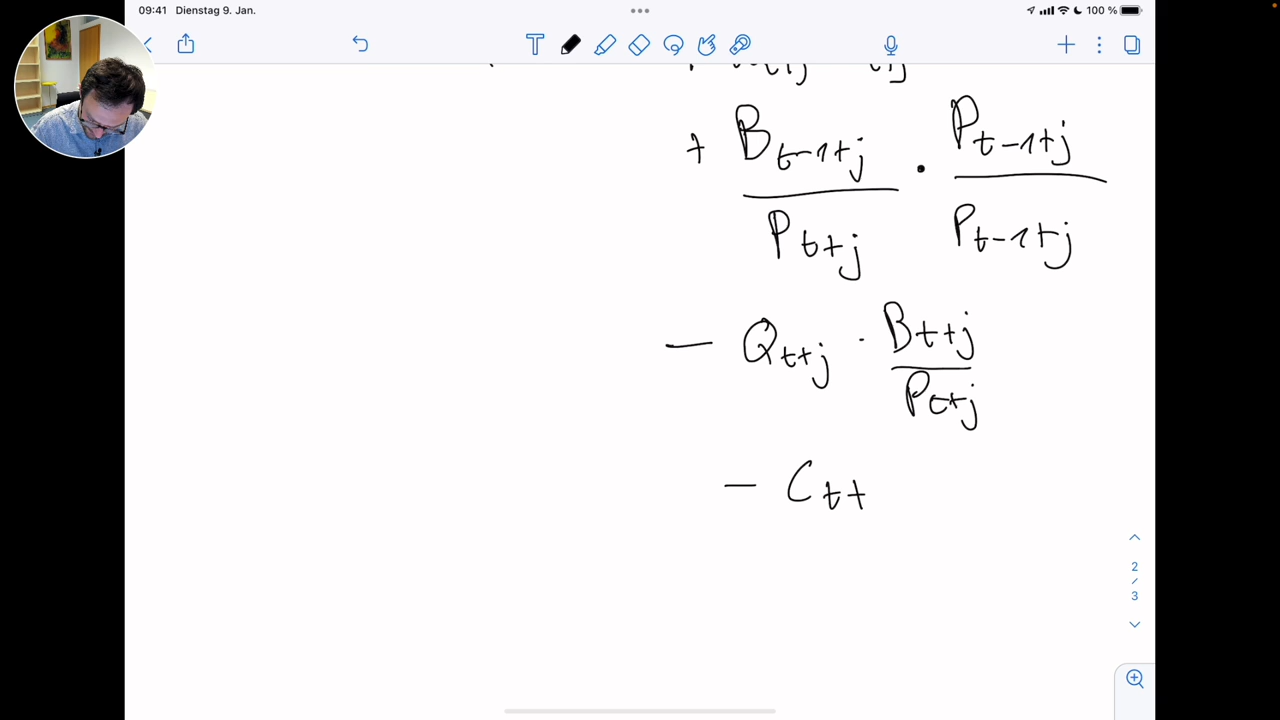 09:41 Dienstag 9. Jan. 100 %
+ B_{t-1+j} / P_{t+j} · P_{t-1+j} / P_{t-1+j}
− Q_{t+j} · B_{t+j} / P_{t+j}
− C_{t+
2
/
3